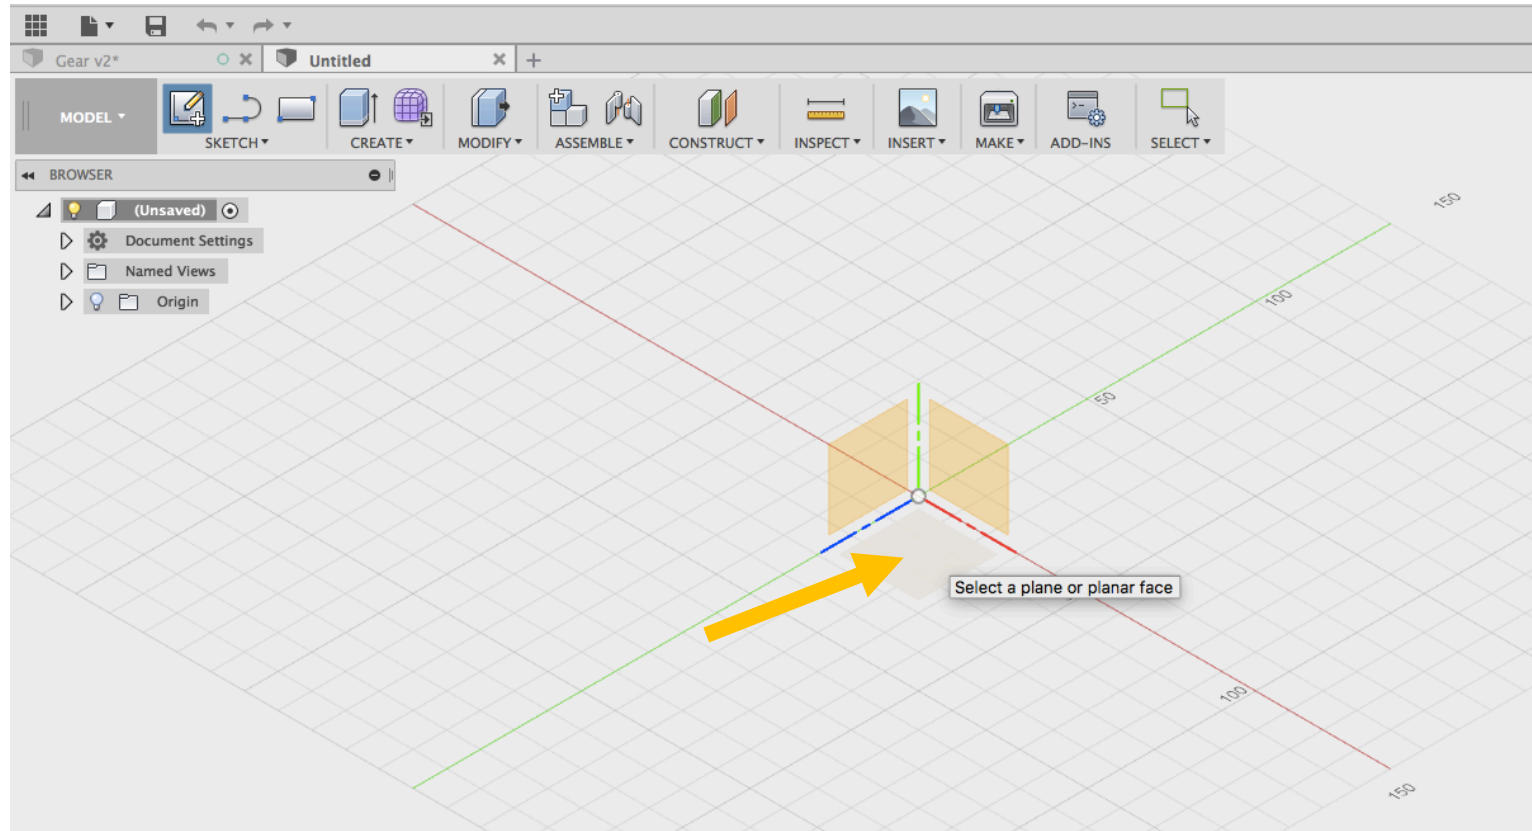 Gear v2*
Untitled
MODEL
SKETCH
CREATE
MODIFY
ASSEMBLE
CONSTRUCT
INSPECT
INSERT
MAKE
ADD-INS
SELECT
BROWSER
(Unsaved)
Document Settings
Named Views
Origin
150
100
50
Select a plane or planar face
100
150